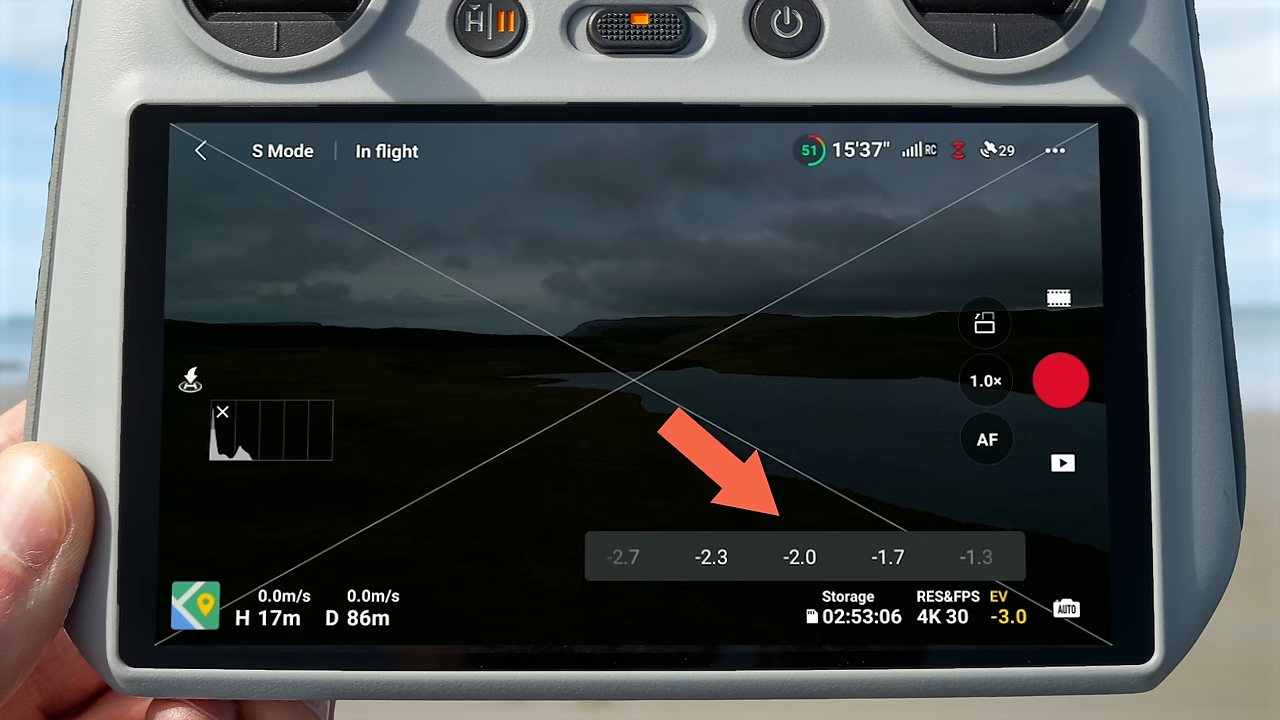 H
S Mode | In flight
51 15'37" RC 29
1.0×
AF
-2.7 -2.3 -2.0 -1.7 -1.3
0.0m/s 0.0m/s
H 17m D 86m
Storage RES&FPS EV
02:53:06 4K 30 -3.0
AUTO